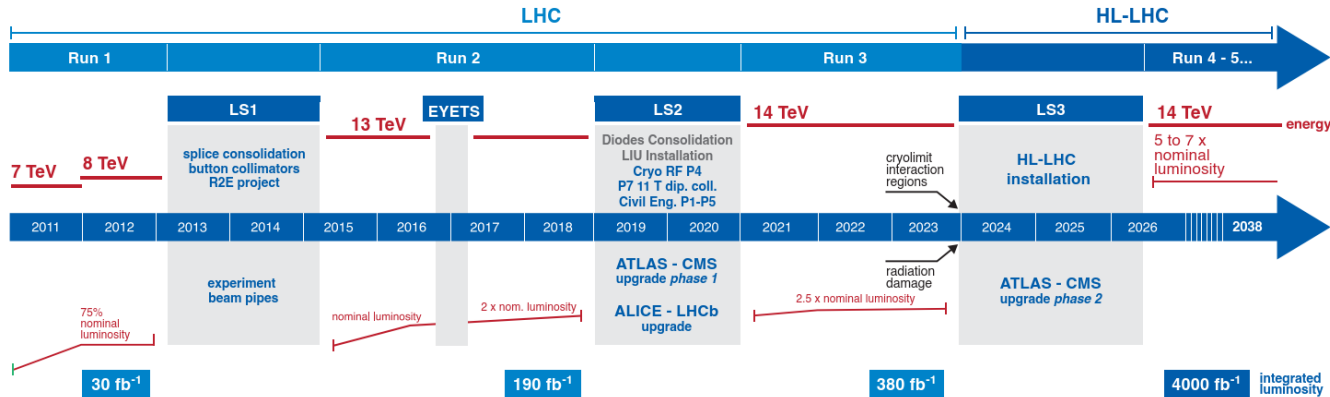 LHC
HL-LHC
Run 1
Run 2
Run 3
Run 4 - 5...
LS1
EYETS
LS2
LS3
7 TeV
8 TeV
13 TeV
14 TeV
14 TeV
energy
splice consolidation
button collimators
R2E project
Diodes Consolidation
LIU Installation
Cryo RF P4
P7 11 T dip. coll.
Civil Eng. P1-P5
cryolimit
interaction
regions
HL-LHC
installation
5 to 7 x
nominal
luminosity
2011
2012
2013
2014
2015
2016
2017
2018
2019
2020
2021
2022
2023
2024
2025
2026
2038
experiment
beam pipes
ATLAS - CMS
upgrade phase 1
ALICE - LHCb
upgrade
radiation
damage
ATLAS - CMS
upgrade phase 2
75%
nominal
luminosity
nominal luminosity
2 x nom. luminosity
2.5 x nominal luminosity
30 fb⁻¹
190 fb⁻¹
380 fb⁻¹
4000 fb⁻¹
integrated
luminosity